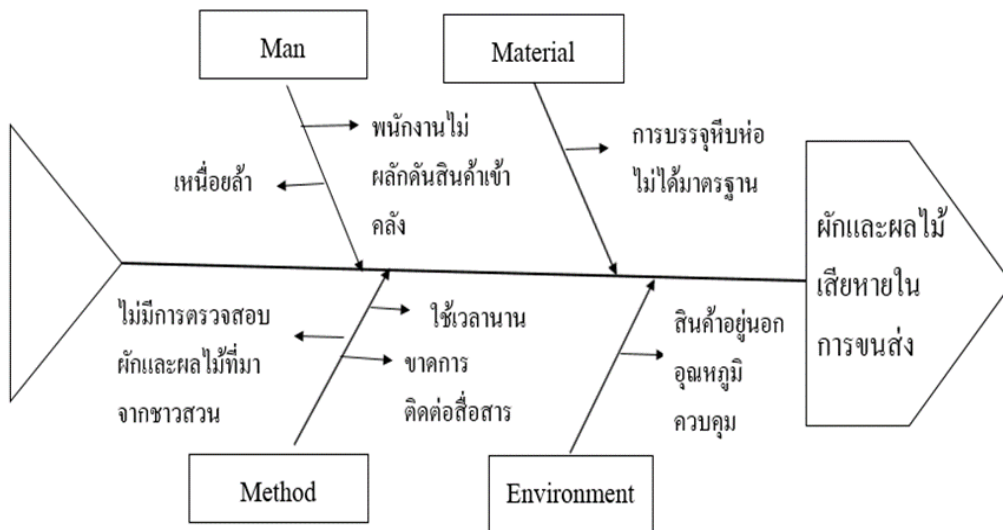 Man
Material
พนักงานไม่
ผลักดันสินค้าเข้า
คลัง
เหนื่อยล้า
การบรรจุหีบห่อ
ไม่ได้มาตรฐาน
ผักและผลไม้
เสียหายใน
การขนส่ง
ไม่มีการตรวจสอบ
ผักและผลไม้ที่มา
จากชาวสวน
ใช้เวลานาน
ขาดการ
ติดต่อสื่อสาร
สินค้าอยู่นอก
อุณหภูมิ
ควบคุม
Method
Environment